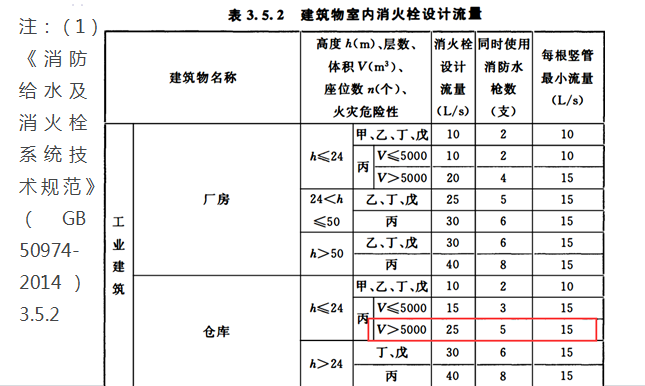 注：（1）
《消防
给水及
消火栓
系统技
术规范》
（ GB
50974-
2014 ）
3.5.2
表 3.5.2 建筑物室内消火栓设计流量
建筑物名称 高度 h(m)、层数、体积 V(m³)、座位数 n(个)、火灾危险性 消火栓设计流量(L/s) 同时使用消防水枪数(支) 每根竖管最小流量(L/s)
工业建筑 厂房 h≤24 甲、乙、丁、戊 10 2 10
丙 V≤5000 10 2 10
V>5000 20 4 15
24<h≤50 乙、丁、戊 25 5 15
丙 30 6 15
h>50 乙、丁、戊 30 6 15
丙 40 8 15
仓库 h≤24 甲、乙、丁、戊 10 2 10
丙 V≤5000 15 3 15
V>5000 25 5 15
h>24 丁、戊 30 6 15
丙 40 8 15